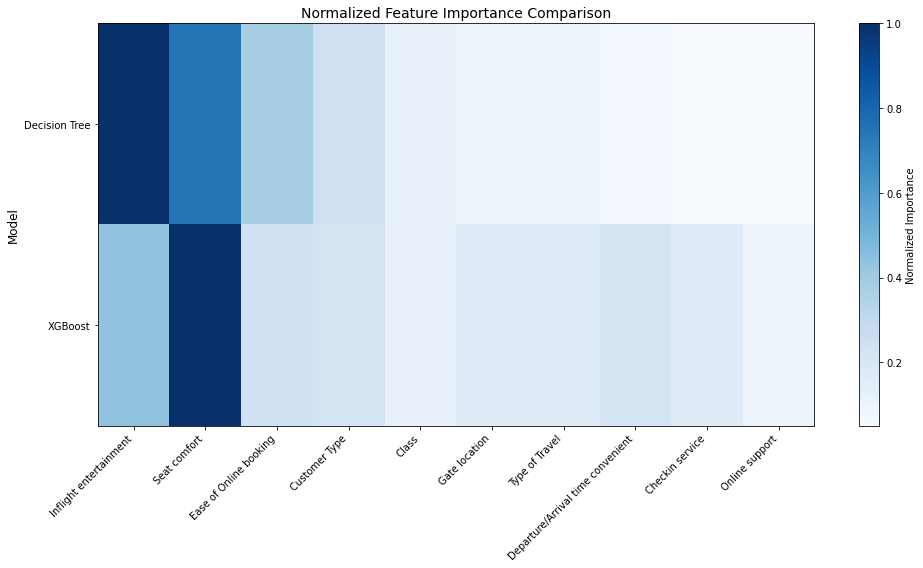 Normalized Feature Importance Comparison
Model
Decision Tree
XGBoost
Inflight entertainment
Seat comfort
Ease of Online booking
Customer Type
Class
Gate location
Type of Travel
Departure/Arrival time convenient
Checkin service
Online support
1.0
0.8
0.6
0.4
0.2
Normalized Importance